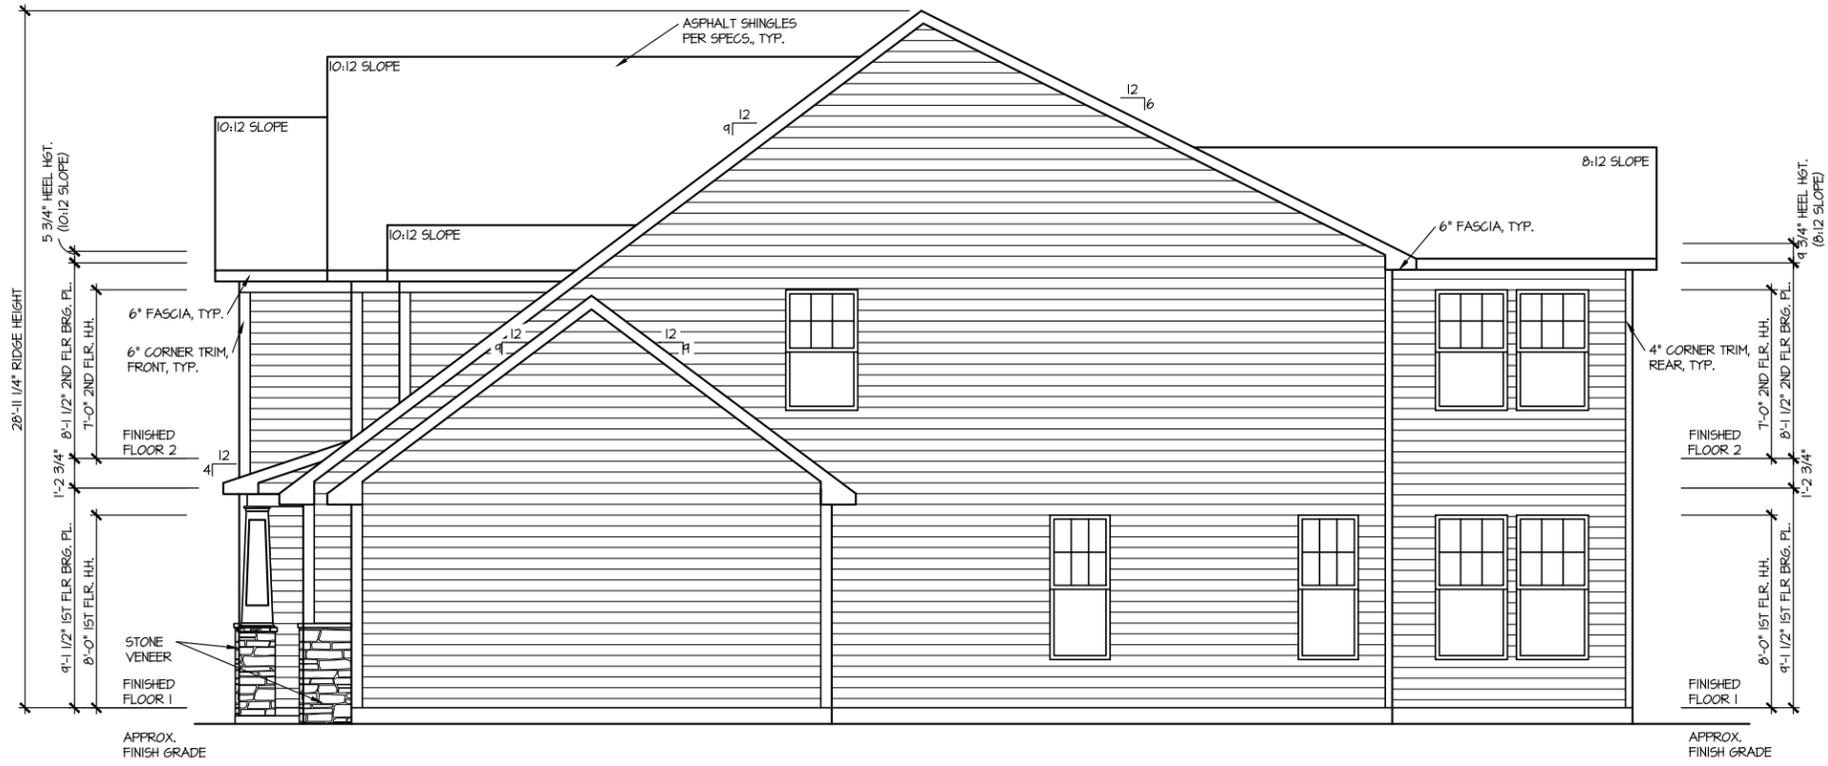 ASPHALT SHINGLES
PER SPECS., TYP.
10:12 SLOPE
10:12 SLOPE
10:12 SLOPE
12
9
12
6
8:12 SLOPE
6" FASCIA, TYP.
5 3/4" HEEL HGT.
(10:12 SLOPE)
9 3/4" HEEL HGT.
(8:12 SLOPE)
28'-11 1/4" RIDGE HEIGHT
8'-1 1/2" 2ND FLR BRG. PL.
7'-0" 2ND FLR. H.H.
6" FASCIA, TYP.
6" CORNER TRIM,
FRONT, TYP.
12
9
12
9
4" CORNER TRIM,
REAR, TYP.
7'-0" 2ND FLR. H.H.
8'-1 1/2" 2ND FLR BRG. PL.
FINISHED
FLOOR 2
FINISHED
FLOOR 2
12
4
1'-2 3/4"
1'-2 3/4"
9'-1 1/2" 1ST FLR BRG. PL.
8'-0" 1ST FLR. H.H.
8'-0" 1ST FLR. H.H.
9'-1 1/2" 1ST FLR BRG. PL.
STONE
VENEER
FINISHED
FLOOR 1
FINISHED
FLOOR 1
APPROX.
FINISH GRADE
APPROX.
FINISH GRADE